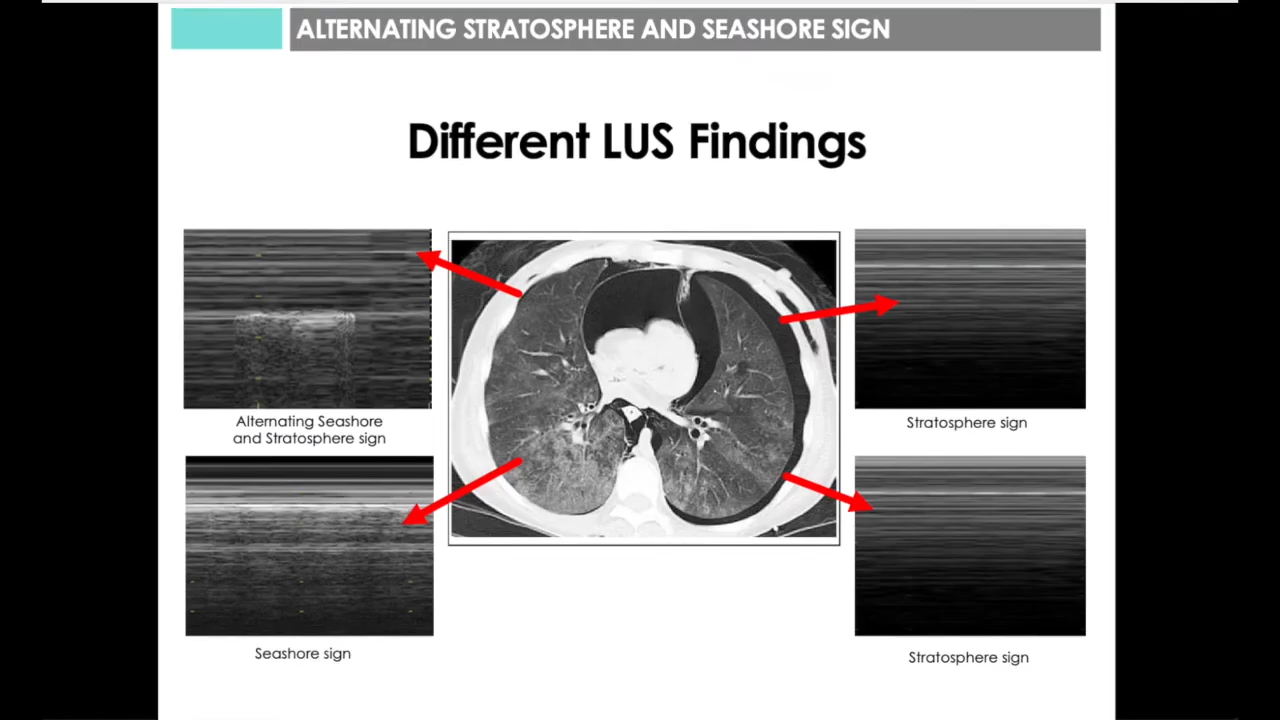 ALTERNATING STRATOSPHERE AND SEASHORE SIGN
Different LUS Findings
Alternating Seashore
and Stratosphere sign
Stratosphere sign
Seashore sign
Stratosphere sign